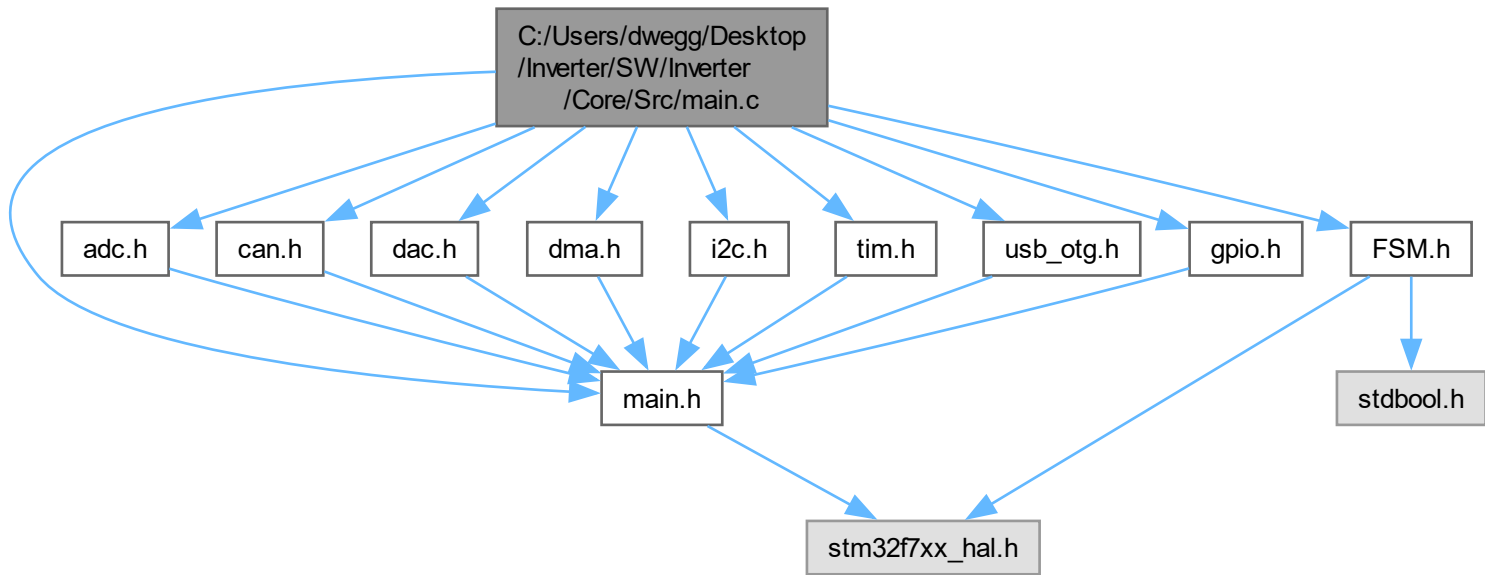 C:/Users/dwegg/Desktop
/Inverter/SW/Inverter
/Core/Src/main.c
adc.h
can.h
dac.h
dma.h
i2c.h
tim.h
usb_otg.h
gpio.h
FSM.h
main.h
stdbool.h
stm32f7xx_hal.h